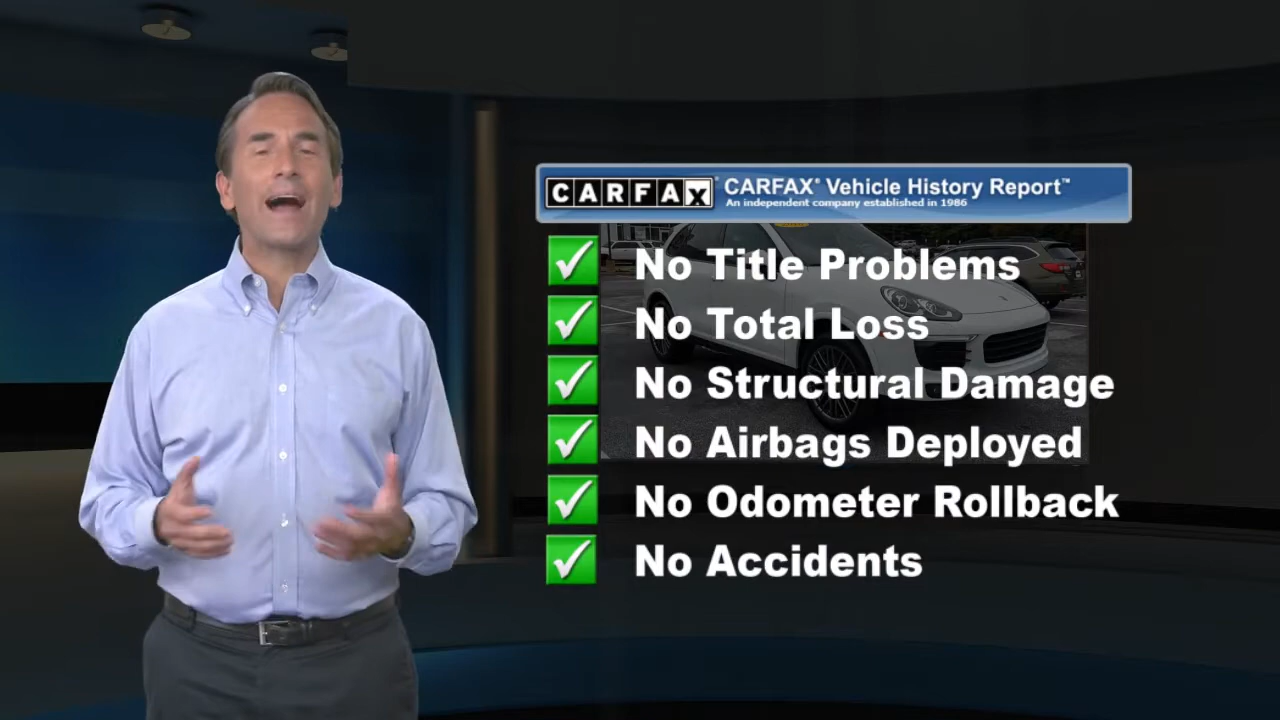 CARFAX® CARFAX® Vehicle History Report™
An independent company established in 1986
No Title Problems
No Total Loss
No Structural Damage
No Airbags Deployed
No Odometer Rollback
No Accidents